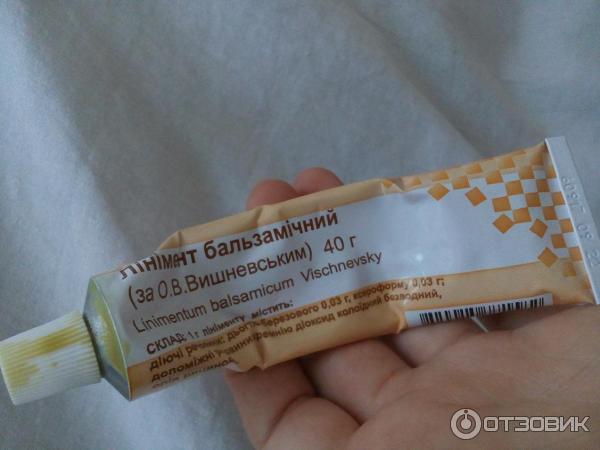 ЛІНІМЕНТ бальзамічний
(за О.В.Вишневським) 40 г
Linimentum balsamicum Vischnevsky
СКЛАД: 1 г лініменту містить:
діючі речовини: дьогтю березового 0,03 г, ксероформу 0,03 г;
допоміжні кремнію діоксид колоїдний безводний,
ОТЗОВИК